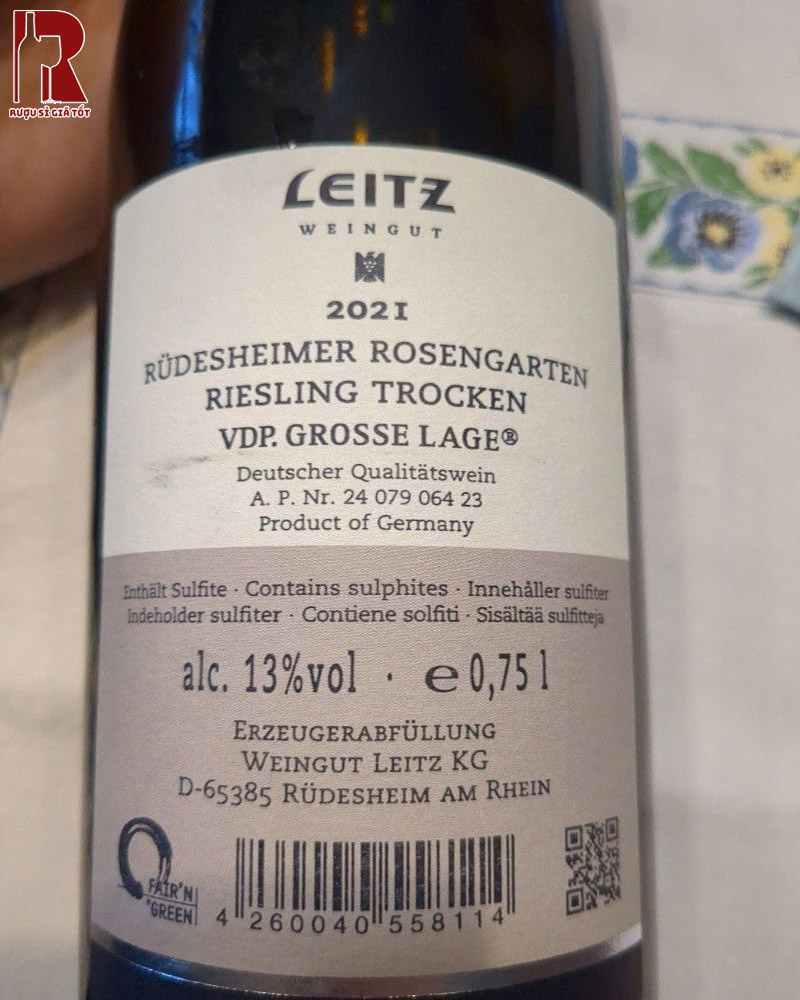 RƯỢU SỈ GIÁ TỐT
LEITZ
WEINGUT
2021
RÜDESHEIMER ROSENGARTEN
RIESLING TROCKEN
VDP. GROSSE LAGE®
Deutscher Qualitätswein
A. P. Nr. 24 079 064 23
Product of Germany
Enthält Sulfite · Contains sulphites · Innehåller sulfiter
Indeholder sulfiter · Contiene solfiti · Sisältää sulfitteja
alc. 13%vol · e 0,75 l
ERZEUGERABFÜLLUNG
WEINGUT LEITZ KG
D-65385 RÜDESHEIM AM RHEIN
FAIR'N
GREEN
4 260040 558114